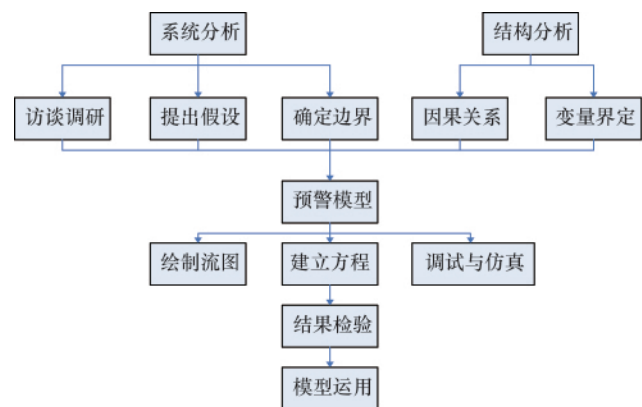 系统分析
结构分析
访谈调研
提出假设
确定边界
因果关系
变量界定
预警模型
绘制流图
建立方程
调试与仿真
结果检验
模型运用